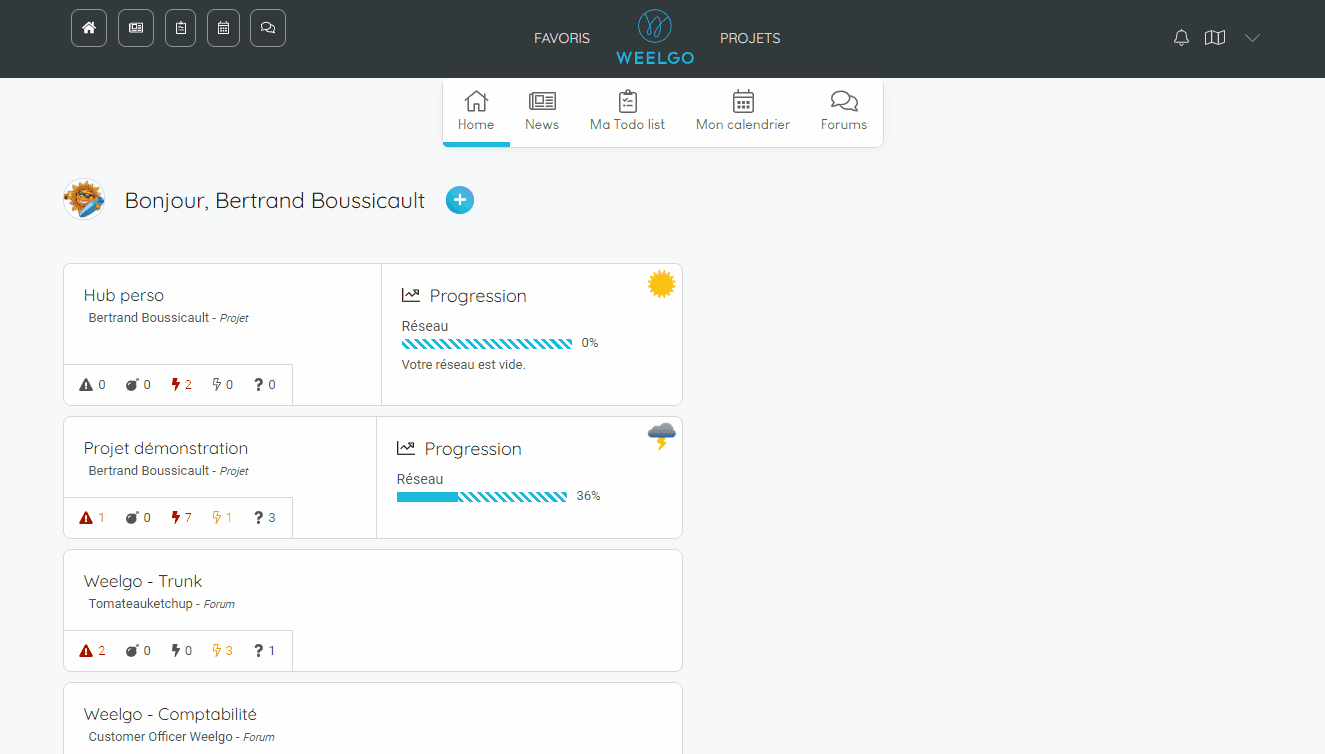 FAVORIS
WEELGO
PROJETS
Home
News
Ma Todo list
Mon calendrier
Forums
Bonjour, Bertrand Boussicault
Hub perso
Bertrand Boussicault - Projet
0 0 2 0 ? 0
Progression
Réseau
0%
Votre réseau est vide.
Projet démonstration
Bertrand Boussicault - Projet
1 0 7 1 ? 3
Progression
Réseau
36%
Weelgo - Trunk
Tomateauketchup - Forum
2 0 0 3 ? 1
Weelgo - Comptabilité
Customer Officer Weelgo - Forum